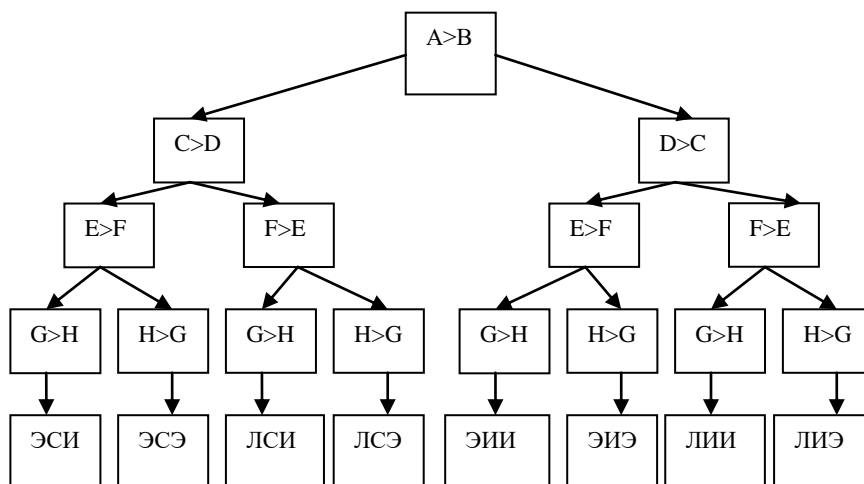 A>B
C>D
D>C
E>F
F>E
E>F
F>E
G>H
H>G
G>H
H>G
G>H
H>G
G>H
H>G
ЭСИ
ЭСЭ
ЛСИ
ЛСЭ
ЭИИ
ЭИЭ
ЛИИ
ЛИЭ